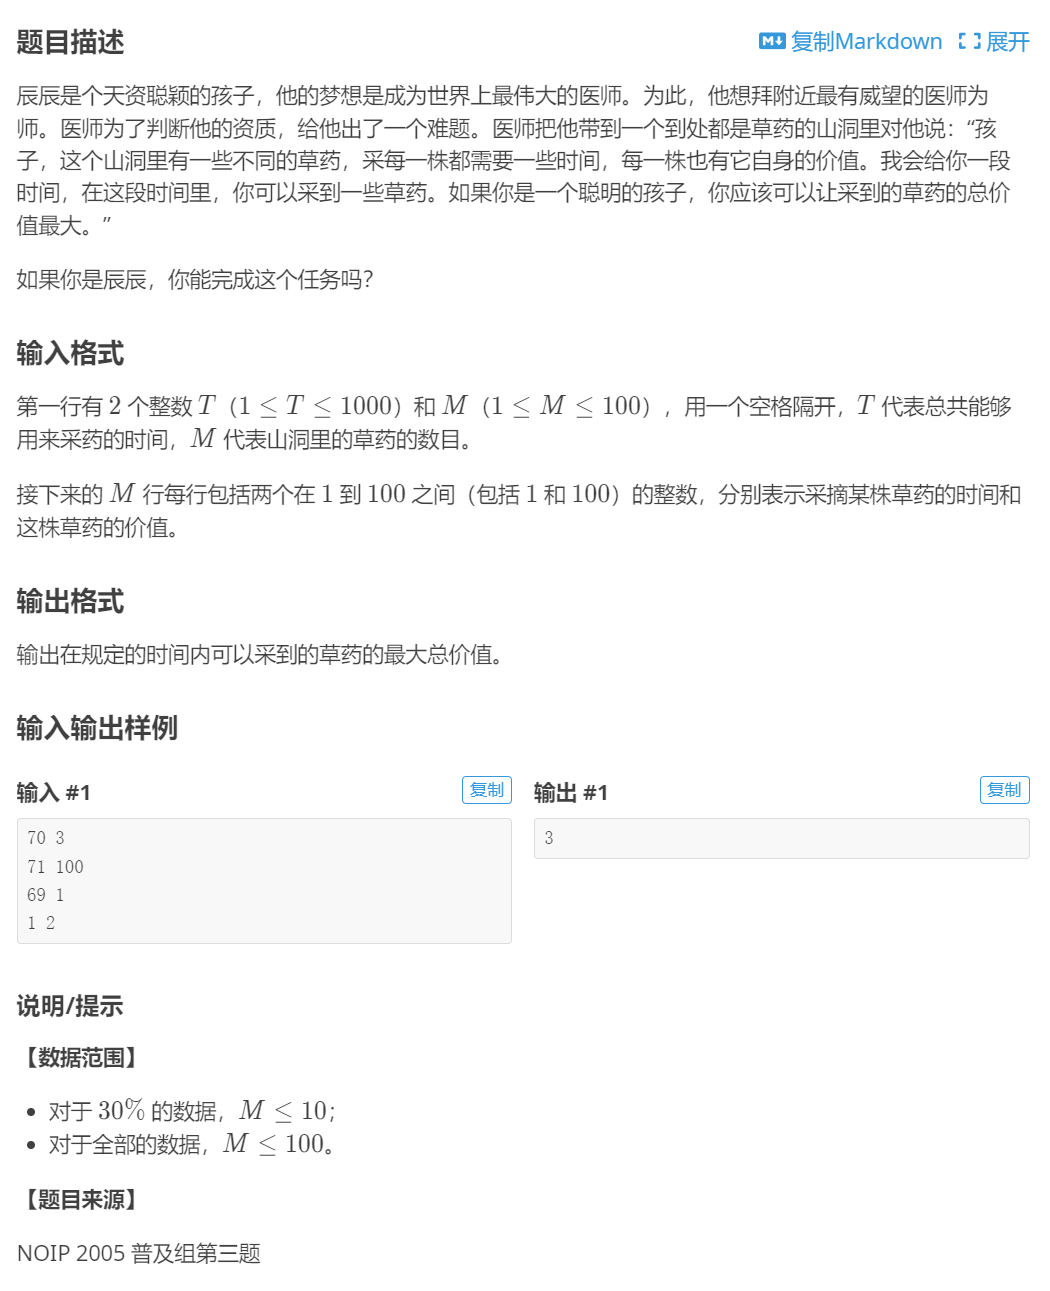 题目描述
复制Markdown 展开
辰辰是个天资聪颖的孩子，他的梦想是成为世界上最伟大的医师。为此，他想拜附近最有威望的医师为
师。医师为了判断他的资质，给他出了一个难题。医师把他带到一个到处都是草药的山洞里对他说：“孩
子，这个山洞里有一些不同的草药，采每一株都需要一些时间，每一株也有它自身的价值。我会给你一段
时间，在这段时间里，你可以采到一些草药。如果你是一个聪明的孩子，你应该可以让采到的草药的总价
值最大。”
如果你是辰辰，你能完成这个任务吗？
输入格式
第一行有 2 个整数 T（1 ≤ T ≤ 1000）和 M（1 ≤ M ≤ 100），用一个空格隔开，T 代表总共能够
用来采药的时间，M 代表山洞里的草药的数目。
接下来的 M 行每行包括两个在 1 到 100 之间（包括 1 和 100）的整数，分别表示采摘某株草药的时间和
这株草药的价值。
输出格式
输出在规定的时间内可以采到的草药的最大总价值。
输入输出样例
输入 #1
复制
70 3
71 100
69 1
1 2
输出 #1
复制
3
说明/提示
【数据范围】
• 对于 30% 的数据，M ≤ 10；
• 对于全部的数据，M ≤ 100。
【题目来源】
NOIP 2005 普及组第三题